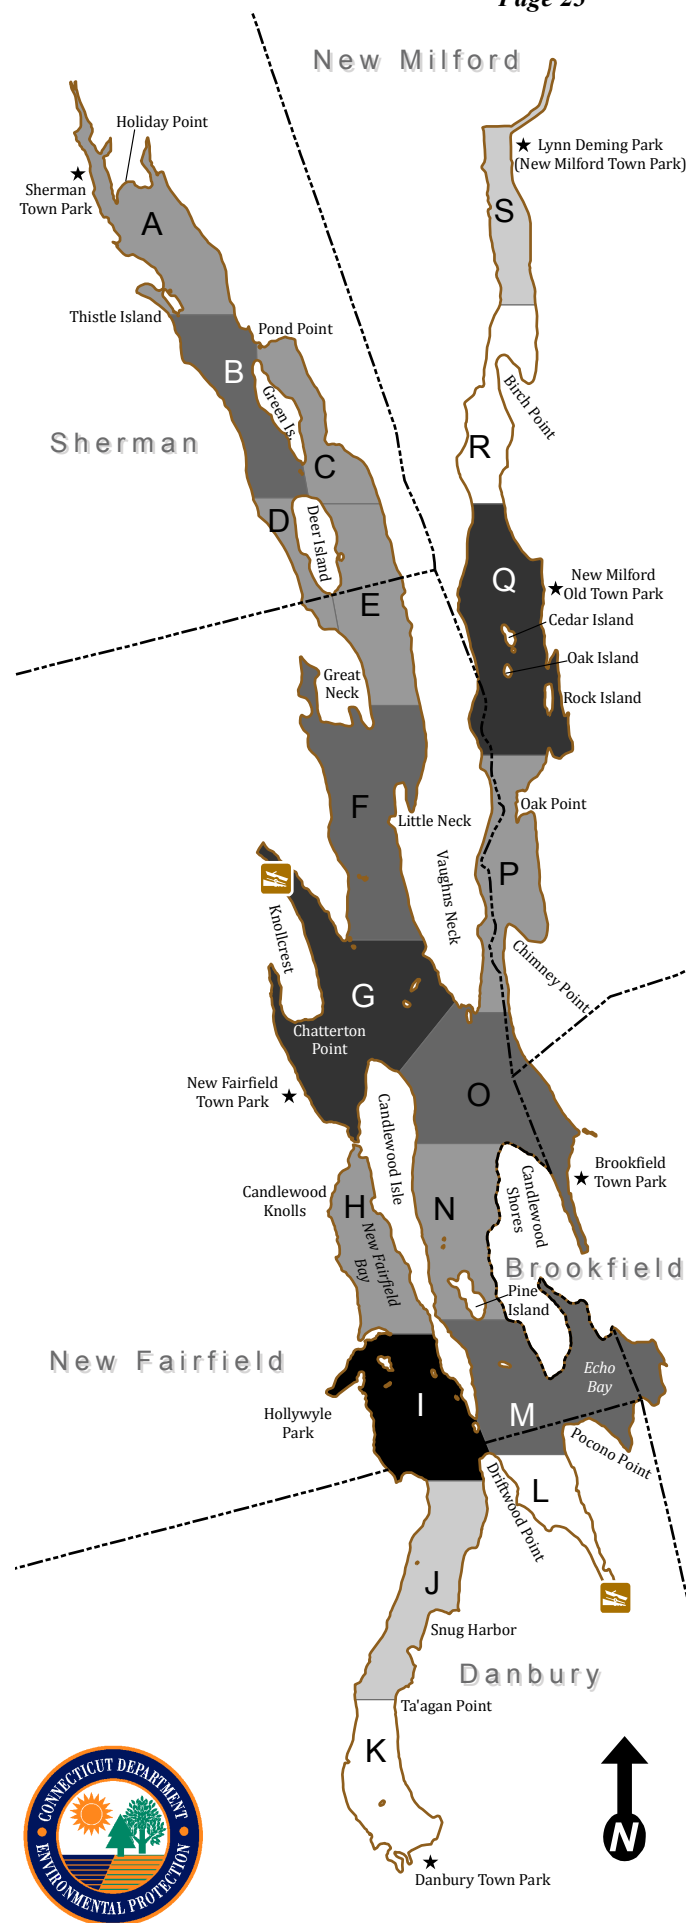 Page 25
New Milford
Holiday Point
Lynn Deming Park
(New Milford Town Park)
Sherman
Town Park
A
S
Thistle Island
Pond Point
B
Green Is.
Birch Point
Sherman
C
R
D
Deer Island
Q
New Milford
Old Town Park
E
Cedar Island
Oak Island
Great
Neck
Rock Island
F
Oak Point
Little Neck
Vaughns Neck
P
Knollcrest
Chimney Point
G
Chatterton
Point
New Fairfield
Town Park
Candlewood Isle
O
Brookfield
Town Park
Candlewood
Shores
Candlewood
Knolls
H
New Fairfield
Bay
N
Brookfield
Pine
Island
New Fairfield
Echo
Bay
I
M
Hollywyle
Park
Pocono Point
Driftwood Point
L
J
Snug Harbor
Danbury
Ta'agan Point
K
CONNECTICUT DEPARTMENT
ENVIRONMENTAL PROTECTION
N
Danbury Town Park